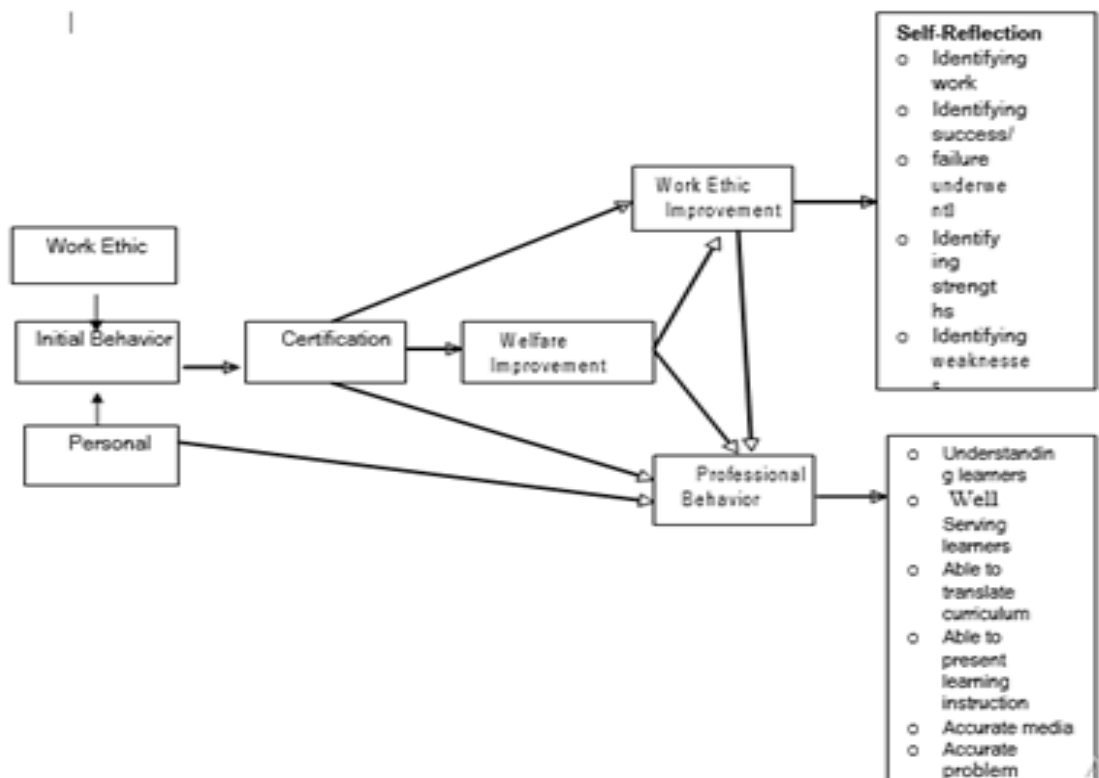 Self-Reflection
o Identifying
work
o Identifying
success/
o failure
underwe
ntl
o Identify
ing
strengt
hs
o Identifying
weaknesse
s
Work Ethic
Improvement
Work Ethic
Initial Behavior
Certification
Welfare
Improvement
Personal
Professional
Behavior
o Understandin
g learners
o Well
Serving
learners
o Able to
translate
curriculum
o Able to
present
learning
instruction
o Accurate media
o Accurate
problem